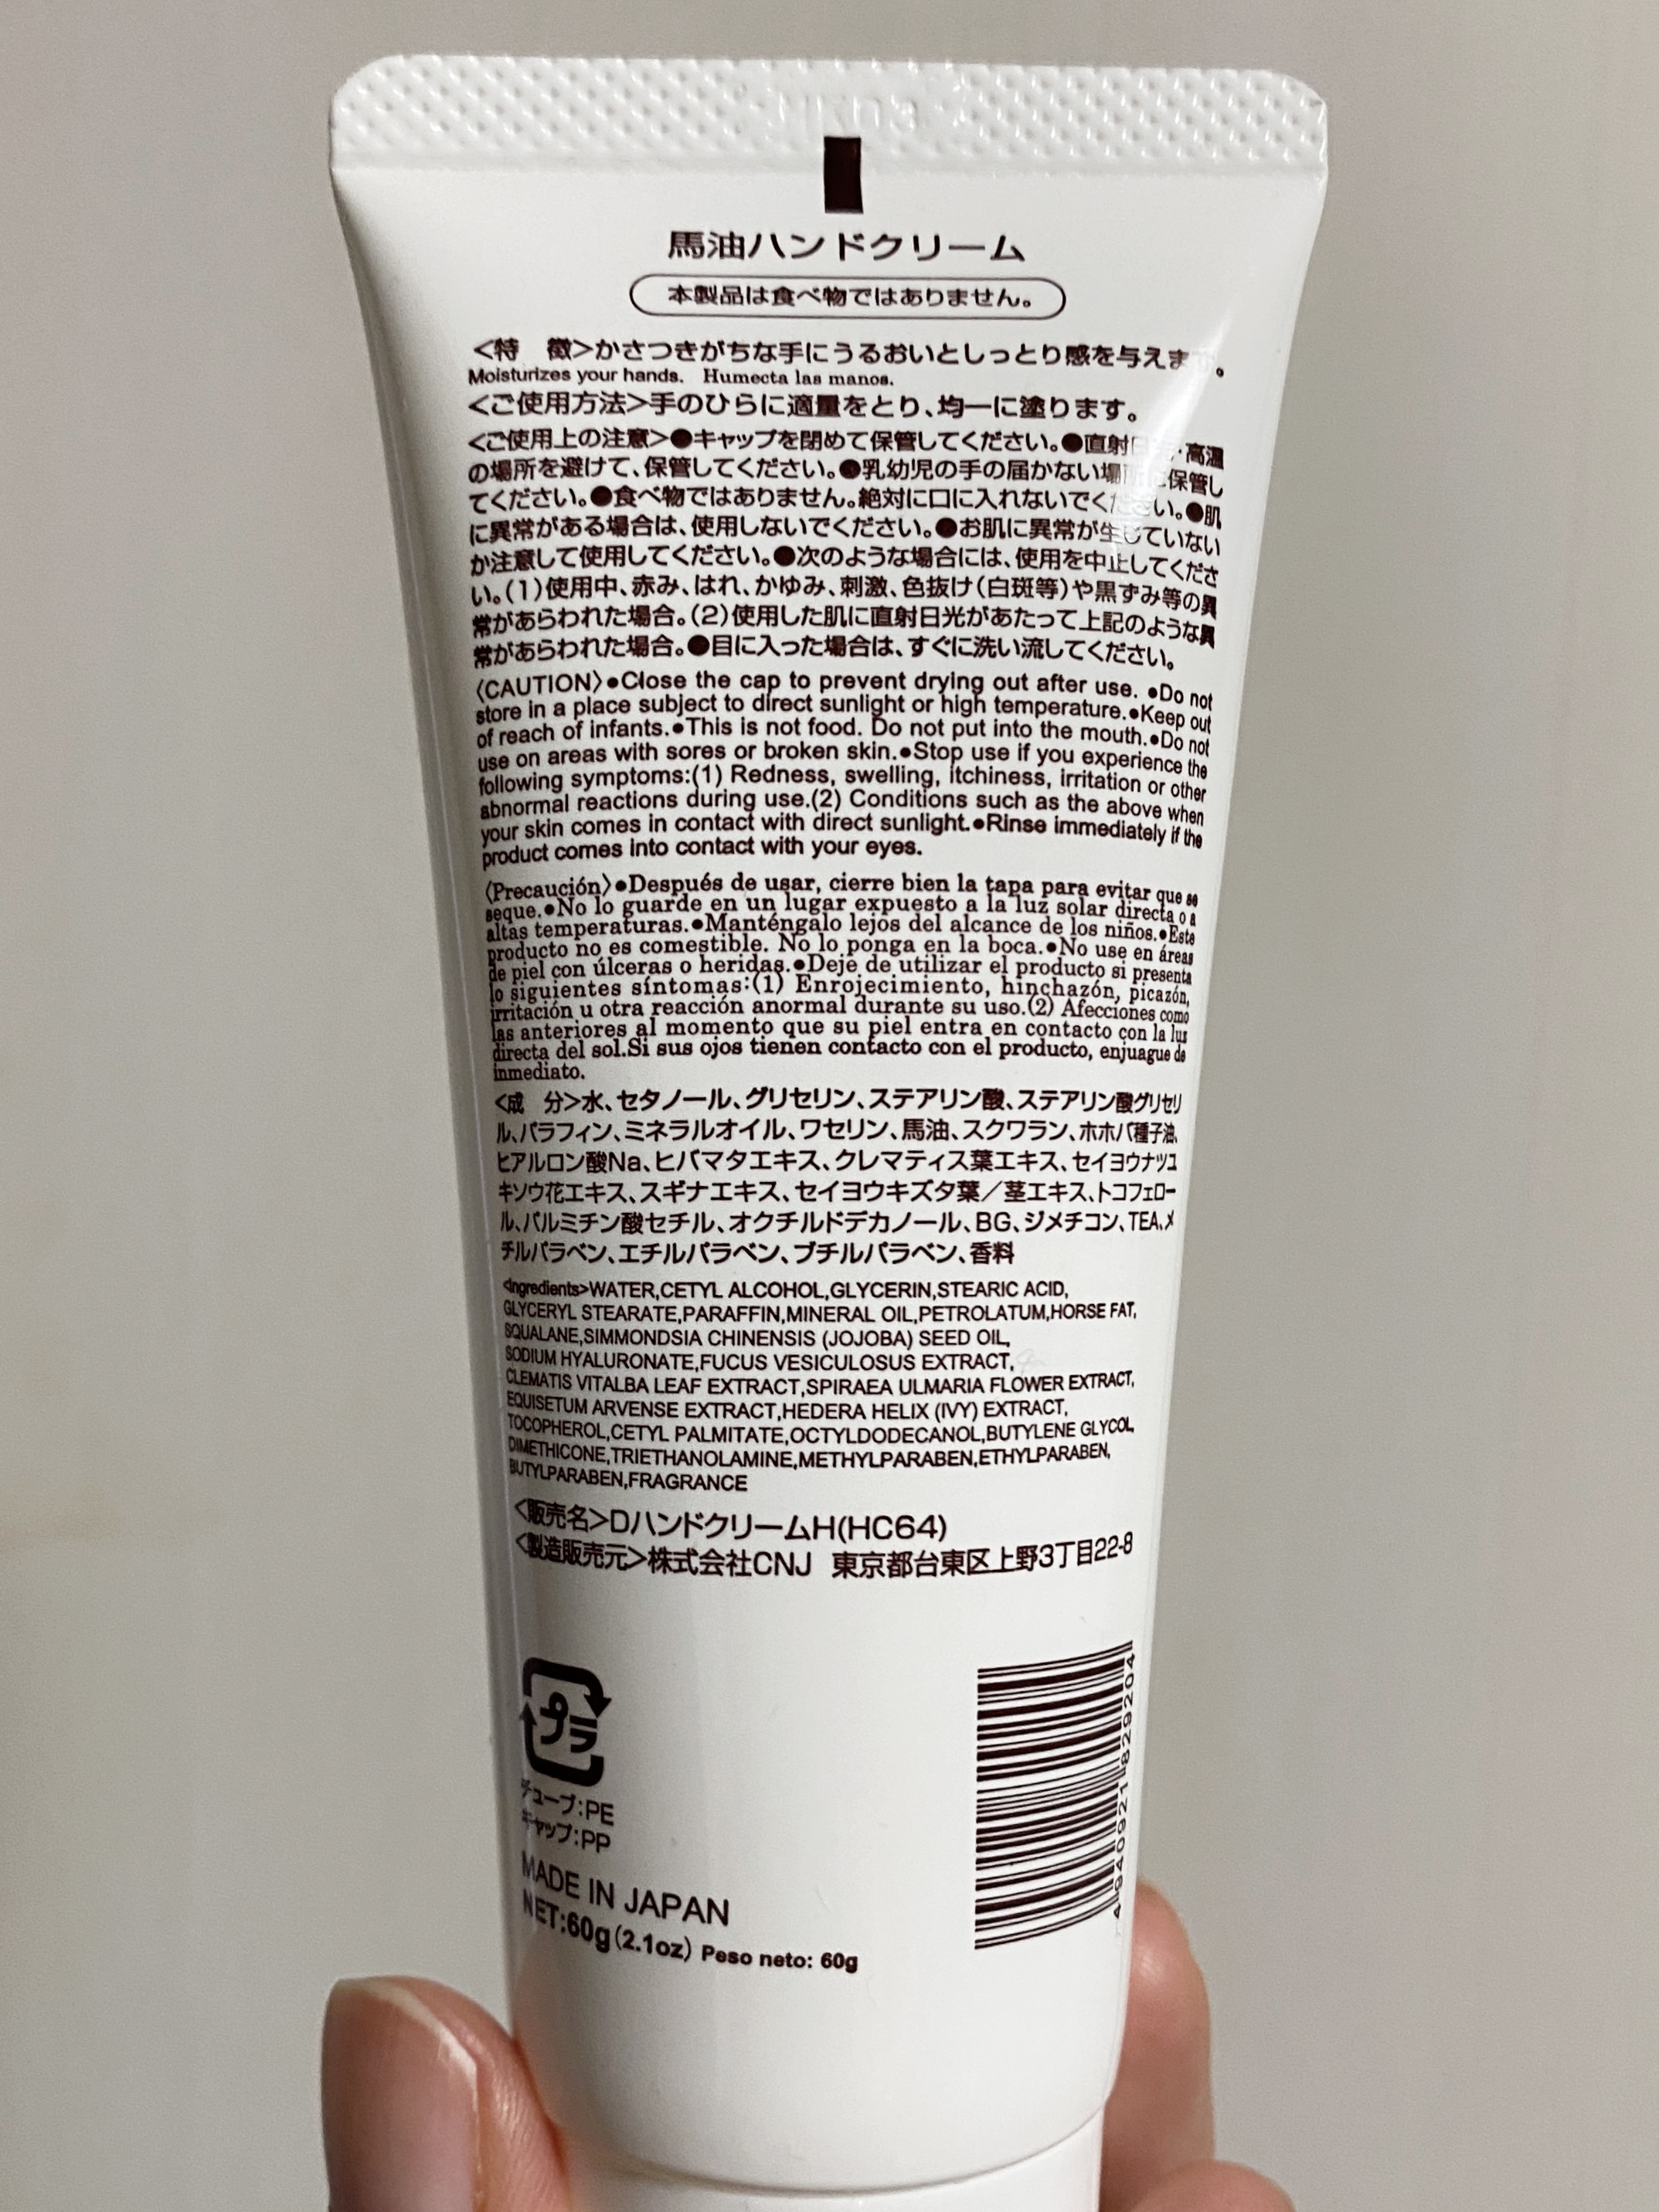 馬油ハンドクリーム
本製品は食べ物ではありません。
<特　徴>かさつきがちな手にうるおいとしっとり感を与えま。
Moisturizes your hands. Humecta las manos.
<ご使用方法>手のひらに適量をとり、均一に塗ります。
<ご使用上の注意>●キャップを閉めて保管してください。●直射・高温
の場所を避けて、保管してください。●乳幼児の手の届かない場所に保管し
てください。●食べ物ではありません。絶対に口に入れないでください。●肌
に異常がある場合は、使用しないでください。●お肌に異常が生じていない
か注意して使用してください。●次のような場合には、使用を中止してくださ
い。(1)使用中、赤み、はれ、かゆみ、刺激、色抜け(白斑等)や黒ずみ等の異
常があらわれた場合。(2)使用した肌に直射日光があたって上記のような異
常があらわれた場合。●目に入った場合は、すぐに洗い流してください。
〈CAUTION〉●Close the cap to prevent drying out after use. ●Do not
store in a place subject to direct sunlight or high temperature.●Keep out
of reach of infants.●This is not food. Do not put into the mouth.●Do not
use on areas with sores or broken skin.●Stop use if you experience the
following symptoms:(1) Redness, swelling, itchiness, irritation or other
abnormal reactions during use.(2) Conditions such as the above when
your skin comes in contact with direct sunlight.●Rinse immediately if the
product comes into contact with your eyes.
〈Precaución〉●Después de usar, cierre bien la tapa para evitar que se
seque.●No lo guarde en un lugar expuesto a la luz solar directa o a
altas temperaturas.●Manténgalo lejos del alcance de los niños.●Este
producto no es comestible. No lo ponga en la boca.●No use en áreas
de piel con úlceras o heridas.●Deje de utilizar el producto si presenta
lo siguientes síntomas:(1) Enrojecimiento, hinchazón, picazón,
irritación u otra reacción anormal durante su uso.(2) Afecciones como
las anteriores al momento que su piel entra en contacto con la luz
directa del sol.Si sus ojos tienen contacto con el producto, enjuague de
inmediato.
<成　分>水、セタノール、グリセリン、ステアリン酸、ステアリン酸グリセリ
ル、パラフィン、ミネラルオイル、ワセリン、馬油、スクワラン、ホホバ種子油、
ヒアルロン酸Na、ヒバマタエキス、クレマティス葉エキス、セイヨウナツユ
キソウ花エキス、スギナエキス、セイヨウキズタ葉／茎エキス、トコフェロー
ル、パルミチン酸セチル、オクチルドデカノール、BG、ジメチコン、TEA、メ
チルパラベン、エチルパラベン、ブチルパラベン、香料
<Ingredients>WATER,CETYL ALCOHOL,GLYCERIN,STEARIC ACID,
GLYCERYL STEARATE,PARAFFIN,MINERAL OIL,PETROLATUM,HORSE FAT,
SQUALANE,SIMMONDSIA CHINENSIS (JOJOBA) SEED OIL,
SODIUM HYALURONATE,FUCUS VESICULOSUS EXTRACT,
CLEMATIS VITALBA LEAF EXTRACT,SPIRAEA ULMARIA FLOWER EXTRACT,
EQUISETUM ARVENSE EXTRACT,HEDERA HELIX (IVY) EXTRACT,
TOCOPHEROL,CETYL PALMITATE,OCTYLDODECANOL,BUTYLENE GLYCOL,
DIMETHICONE,TRIETHANOLAMINE,METHYLPARABEN,ETHYLPARABEN,
BUTYLPARABEN,FRAGRANCE
<販売名>DハンドクリームH(HC64)
<製造販売元>株式会社CNJ 東京都台東区上野3丁目22-8
プラ
チューブ:PE
キャップ:PP
MADE IN JAPAN
NET:60g(2.1oz) Peso neto: 60g
4 940921 829204